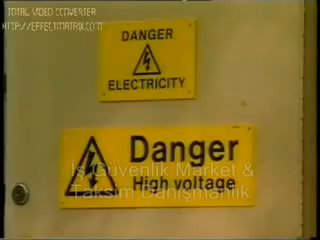 TOTAL VIDEO CONVERTER
HTTP://EFFECTMATRIX.COM
DANGER
ELECTRICITY
Danger
High voltage
İş Güvenlik Market &
Taksim Danışmanlık